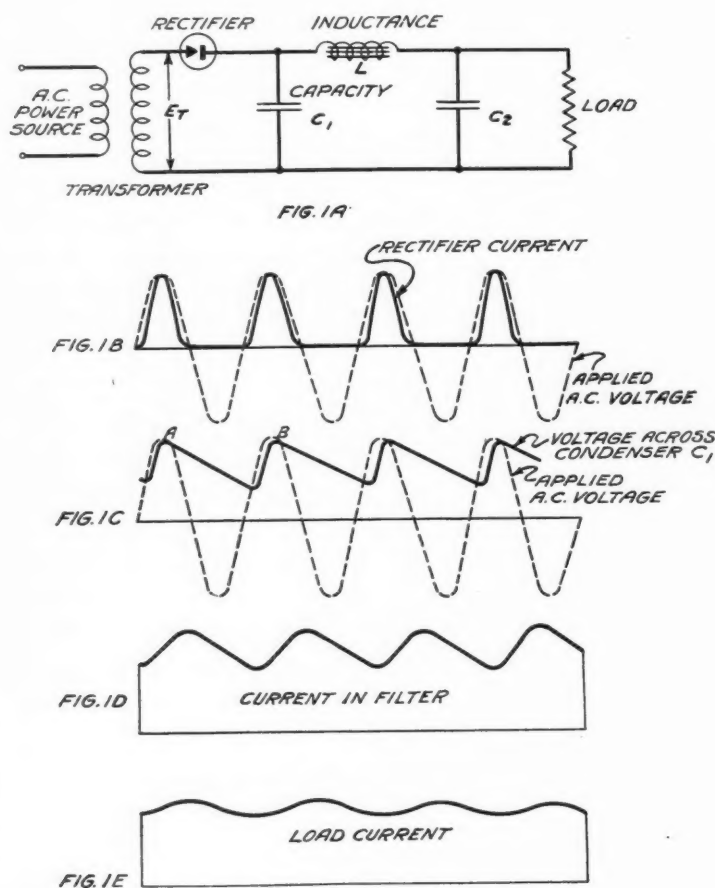 RECTIFIER
INDUCTANCE
L
A.C.
POWER
SOURCE
E_T
CAPACITY
C₁
C₂
LOAD
TRANSFORMER
FIG.1A
RECTIFIER CURRENT
FIG.1B
APPLIED
A.C. VOLTAGE
A
B
VOLTAGE ACROSS
CONDENSER C₁
APPLIED
A.C. VOLTAGE
FIG.1C
FIG.1D
CURRENT IN FILTER
LOAD CURRENT
FIG.1E